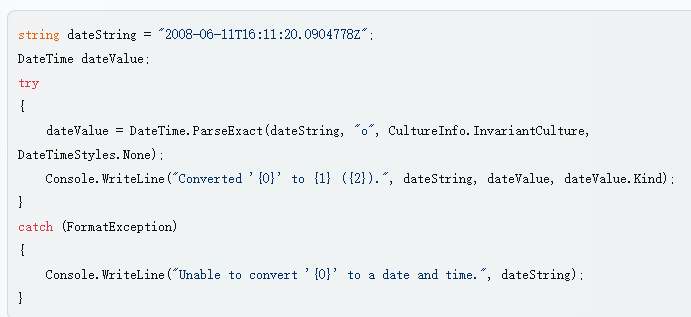 string dateString = "2008-06-11T16:11:20.0904778Z";
DateTime dateValue;
try
{
dateValue = DateTime.ParseExact(dateString, "o", CultureInfo.InvariantCulture,
DateTimeStyles.None);
Console.WriteLine("Converted '{0}' to {1} ({2}).", dateString, dateValue, dateValue.Kind);
}
catch (FormatException)
{
Console.WriteLine("Unable to convert '{0}' to a date and time.", dateString);
}